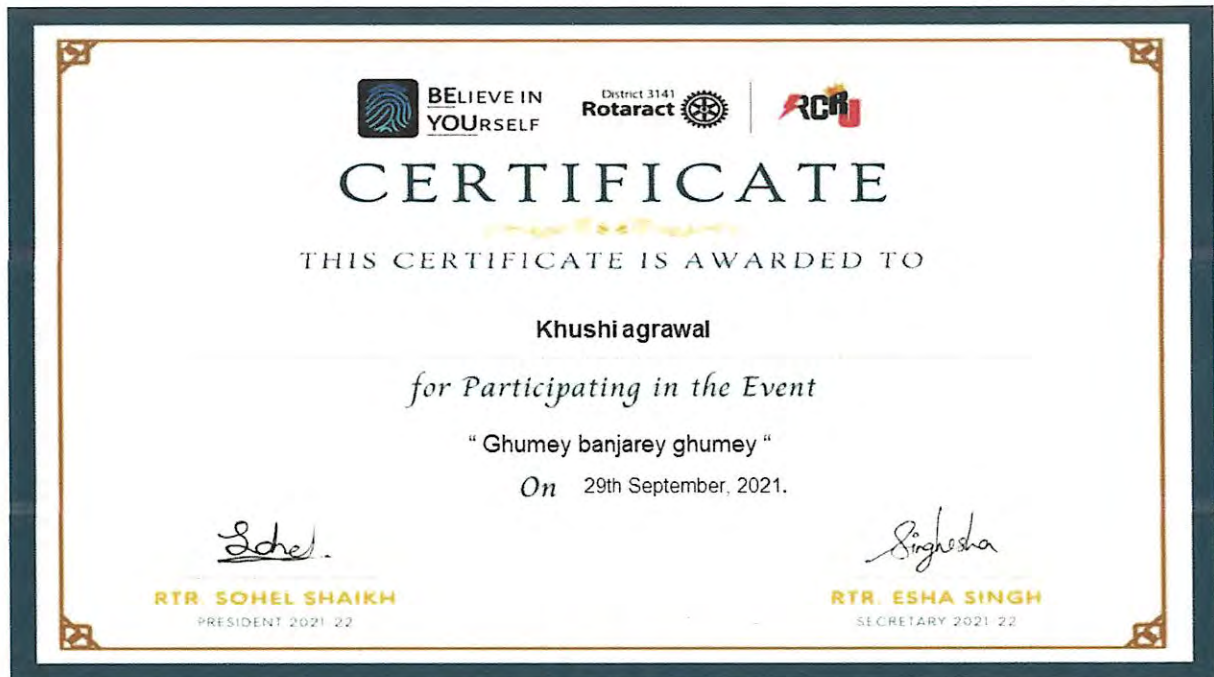 BELIEVE IN
YOURSELF
District 3141
Rotaract
RCRJ
CERTIFICATE
THIS CERTIFICATE IS AWARDED TO
Khushi agrawal
for Participating in the Event
“ Ghumey banjarey ghumey “
On 29th September, 2021.
Sohel.
Singhesha
RTR. SOHEL SHAIKH
RTR. ESHA SINGH
PRESIDENT 2021-22
SECRETARY 2021-22